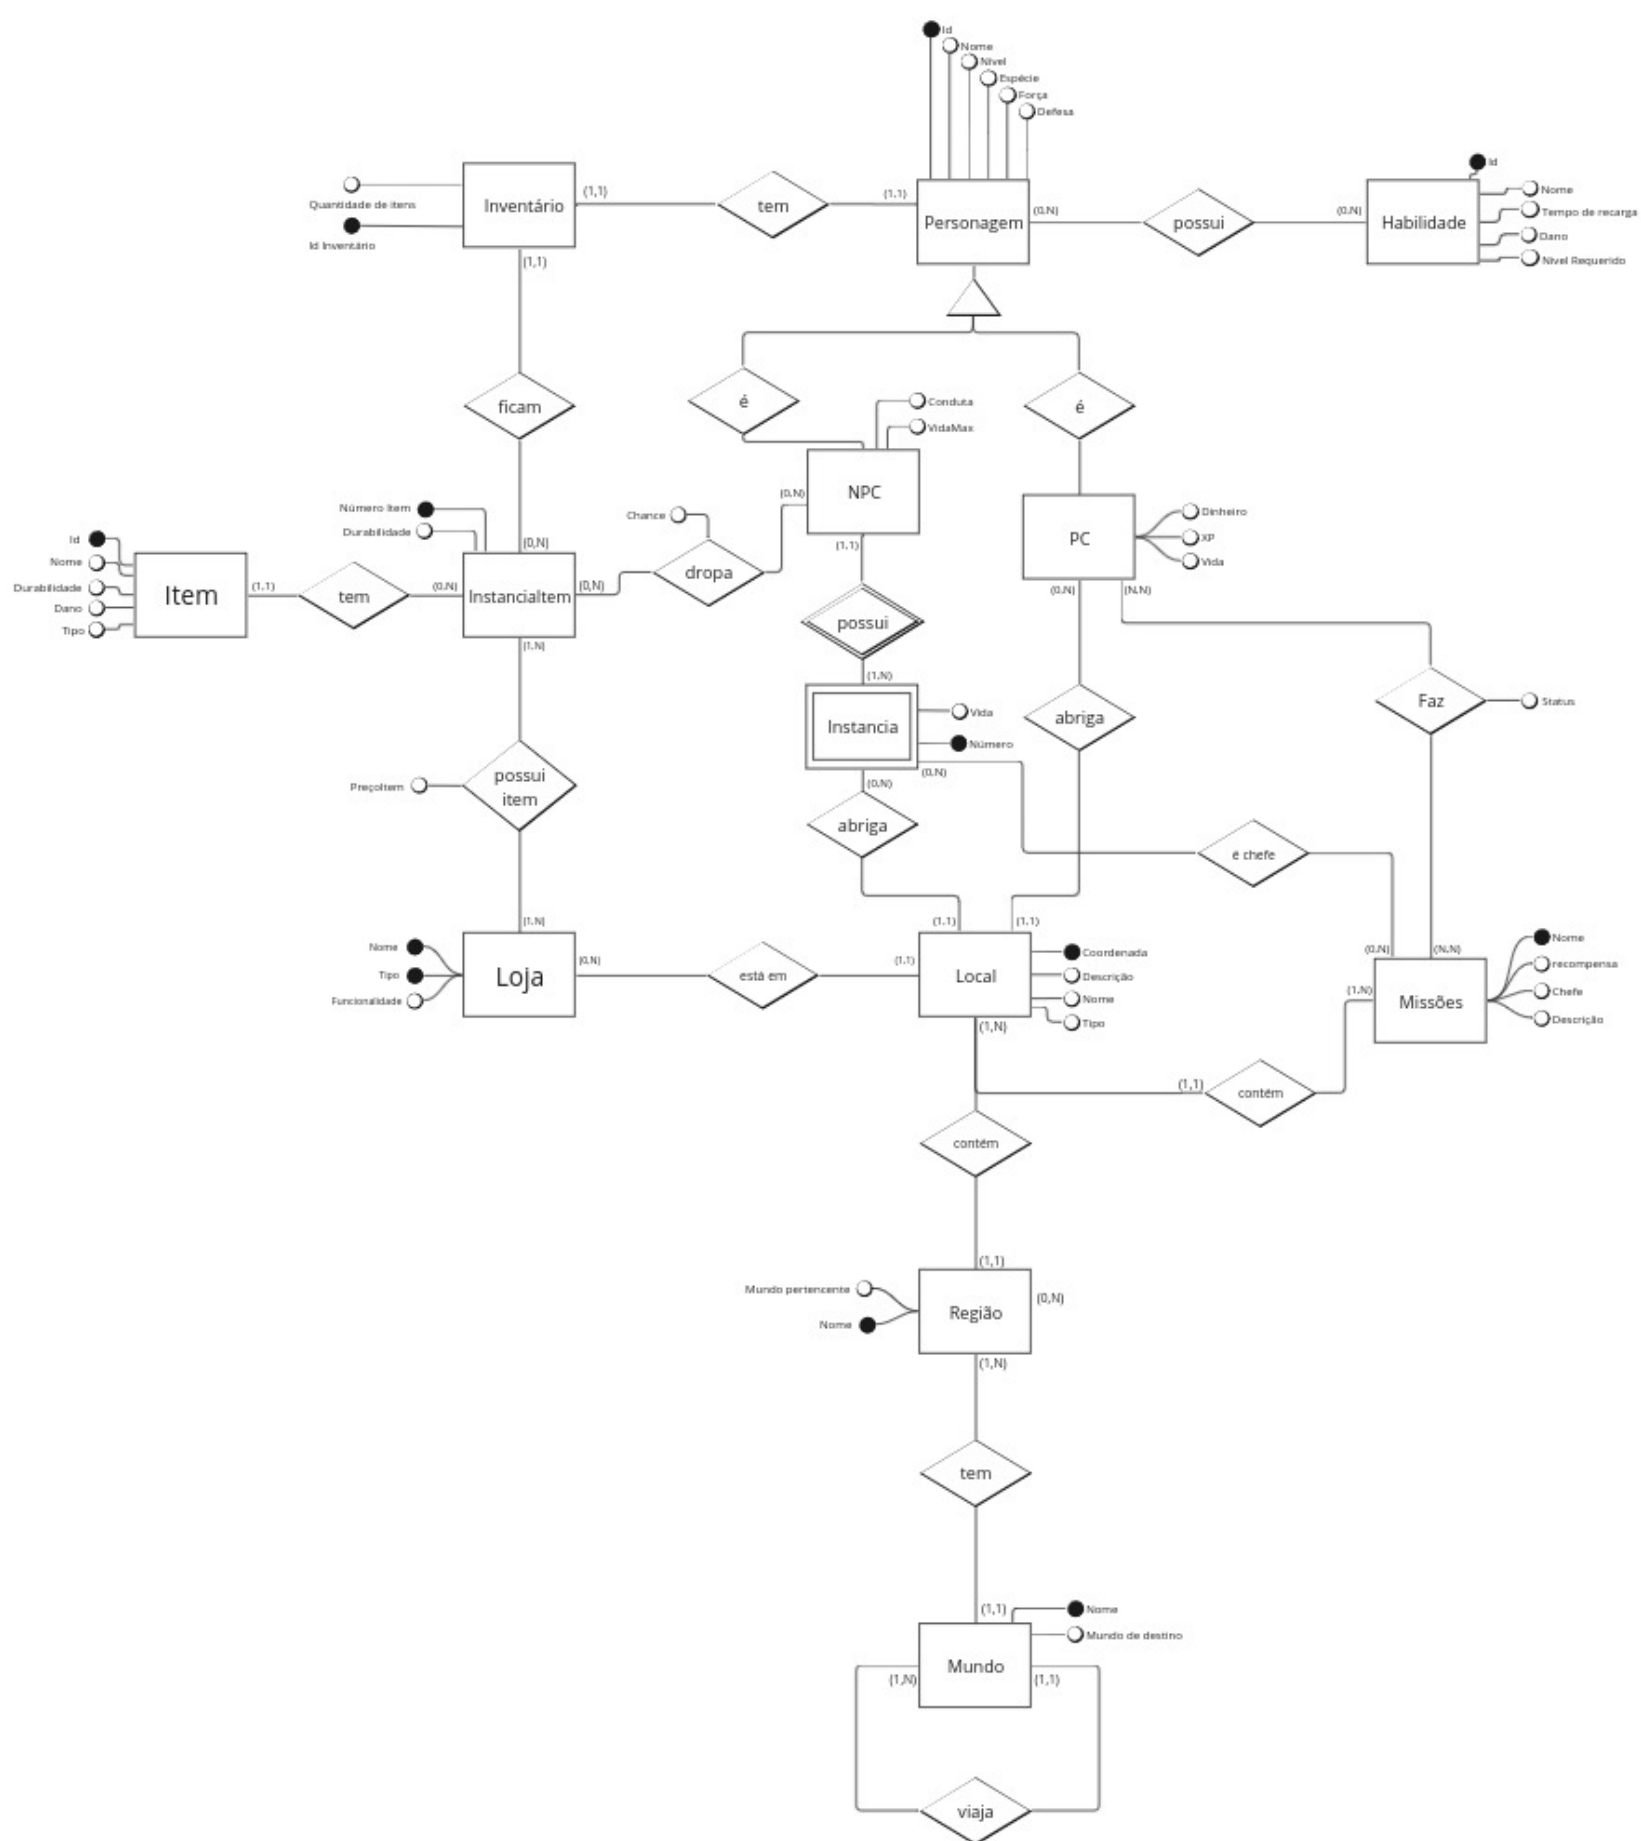 Id
Nome
Nivel
Espécie
Força
Defesa
Inventário
Quantidade de itens
Id Inventário
(1,1)
tem
(1,1)
Personagem
(0,N)
possui
(0,N)
Habilidade
Id
Nome
Tempo de recarga
Dano
Nivel Requerido
(1,1)
ficam
é
é
Conduta
VidaMax
NPC
(0,N)
(1,1)
Chance
dropa
Número Item
Durabilidade
(0,N)
Id
Nome
Durabilidade
Dano
Tipo
Item
(1,1)
tem
(0,N)
InstanciaItem
(0,N)
(1,N)
PC
Dinheiro
XP
Vida
(0,N)
(N,N)
possui
(1,N)
Instancia
Vida
Número
(0,N)
(0,N)
abriga
abriga
Faz
Status
possui
item
PreçoItem
é chefe
(1,N)
Nome
Tipo
Funcionalidade
Loja
(0,N)
está em
(1,1)
(1,1)
(1,1)
Local
Coordenada
Descrição
Nome
Tipo
(1,N)
(0,N)
(N,N)
(1,N)
Missões
Nome
recompensa
Chefe
Descrição
(1,1)
contém
contém
(1,1)
Mundo pertencente
Nome
Região
(0,N)
(1,N)
tem
(1,1)
Nome
Mundo de destino
Mundo
(1,N)
(1,1)
viaja